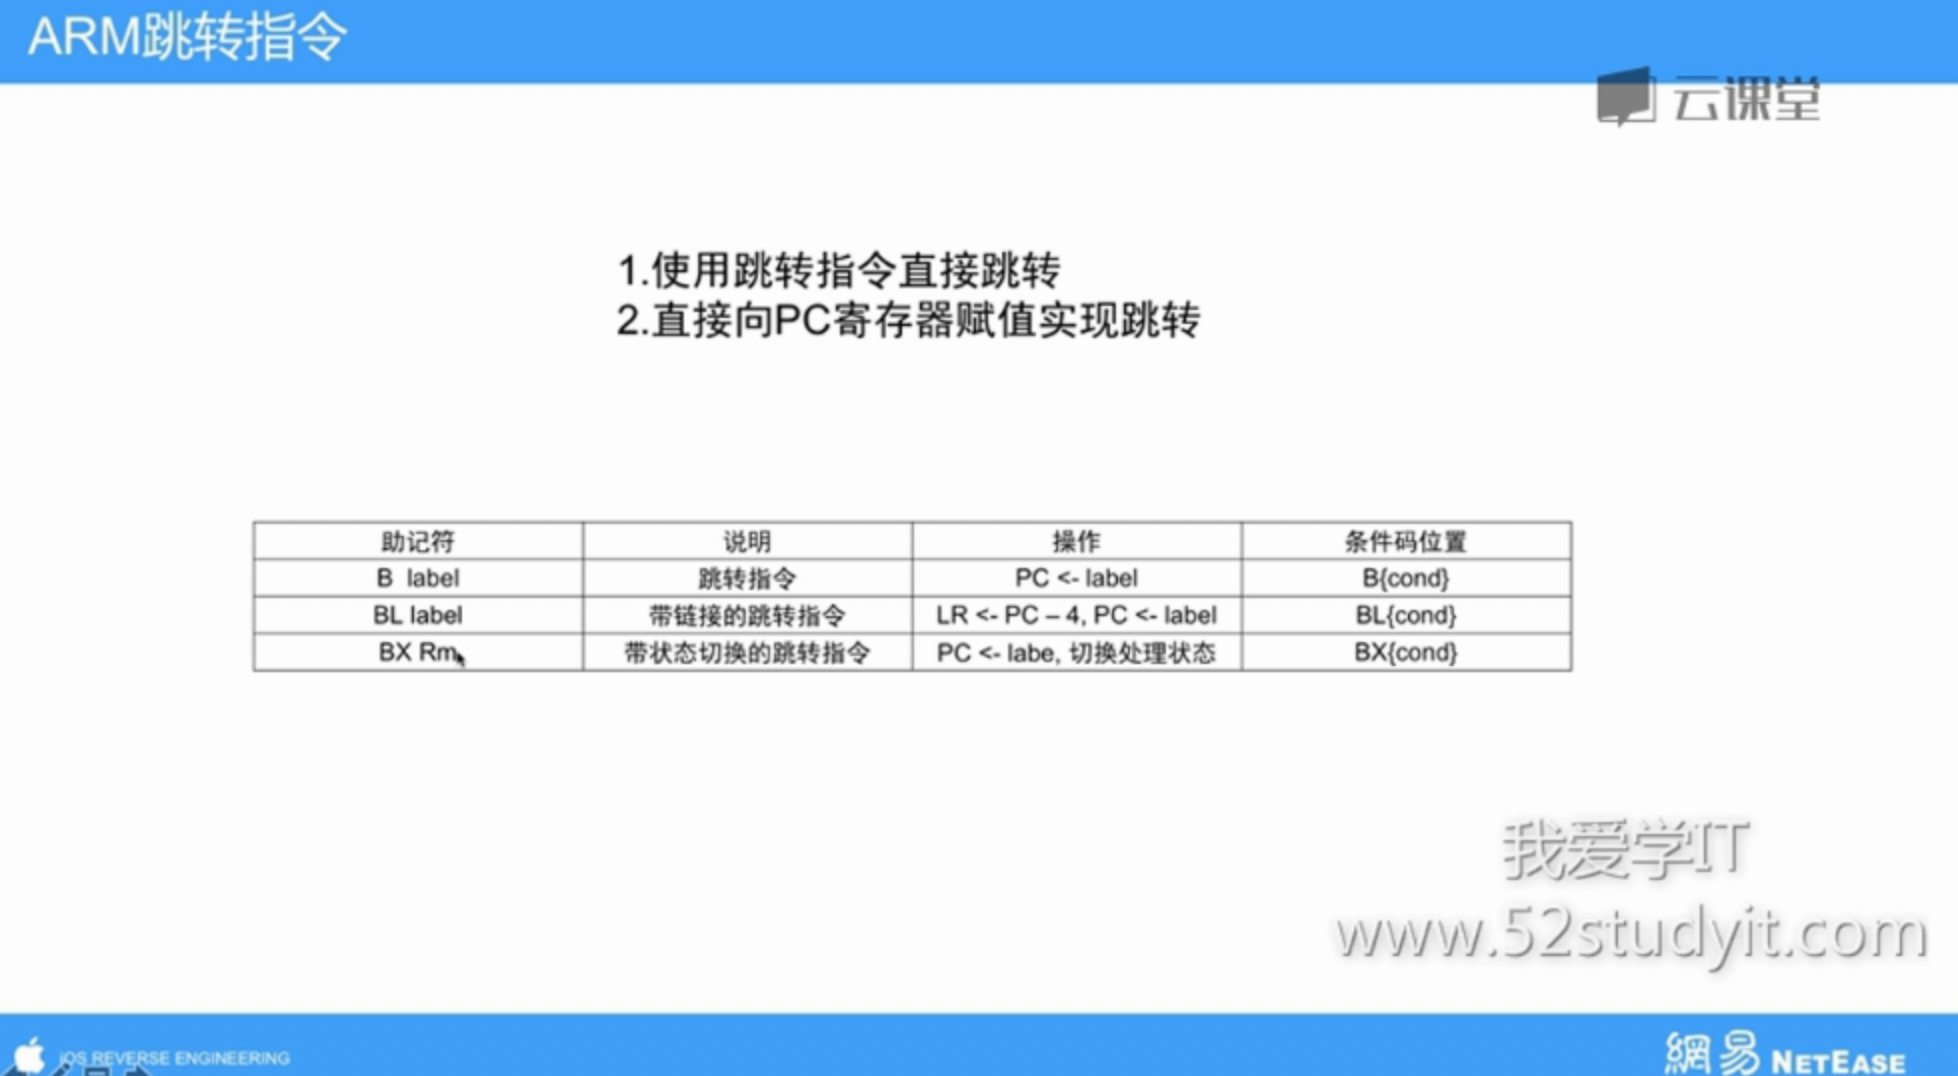 ARM跳转指令
云课堂
1.使用跳转指令直接跳转
2.直接向PC寄存器赋值实现跳转
助记符 说明 操作 条件码位置
B label 跳转指令 PC <- label B{cond}
BL label 带链接的跳转指令 LR <- PC – 4, PC <- label BL{cond}
BX Rm 带状态切换的跳转指令 PC <- labe, 切换处理状态 BX{cond}
我爱学IT
www.52studyit.com
iOS REVERSE ENGINEERING
網易 NETEASE